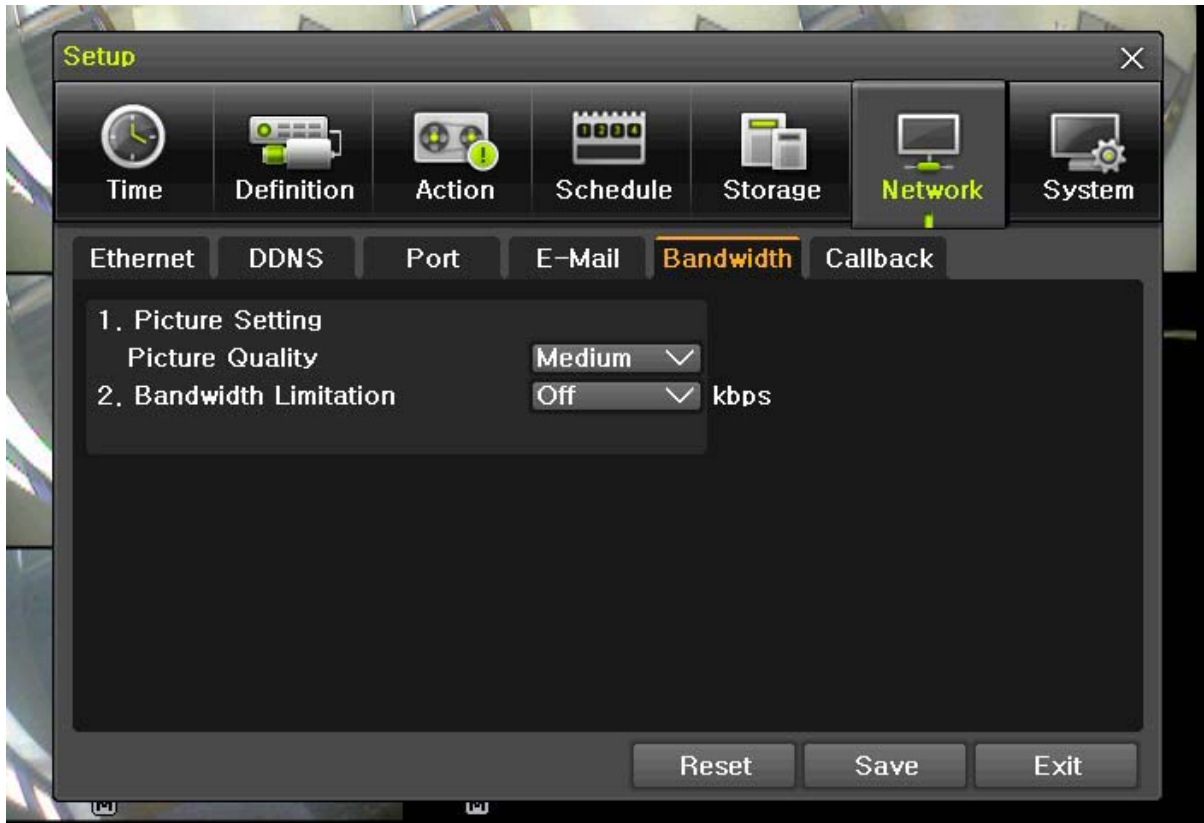 Setup
Time Definition Action Schedule Storage Network System
Ethernet DDNS Port E-Mail Bandwidth Callback
1. Picture Setting
Picture Quality Medium
2. Bandwidth Limitation Off kbps
Reset Save Exit
M M